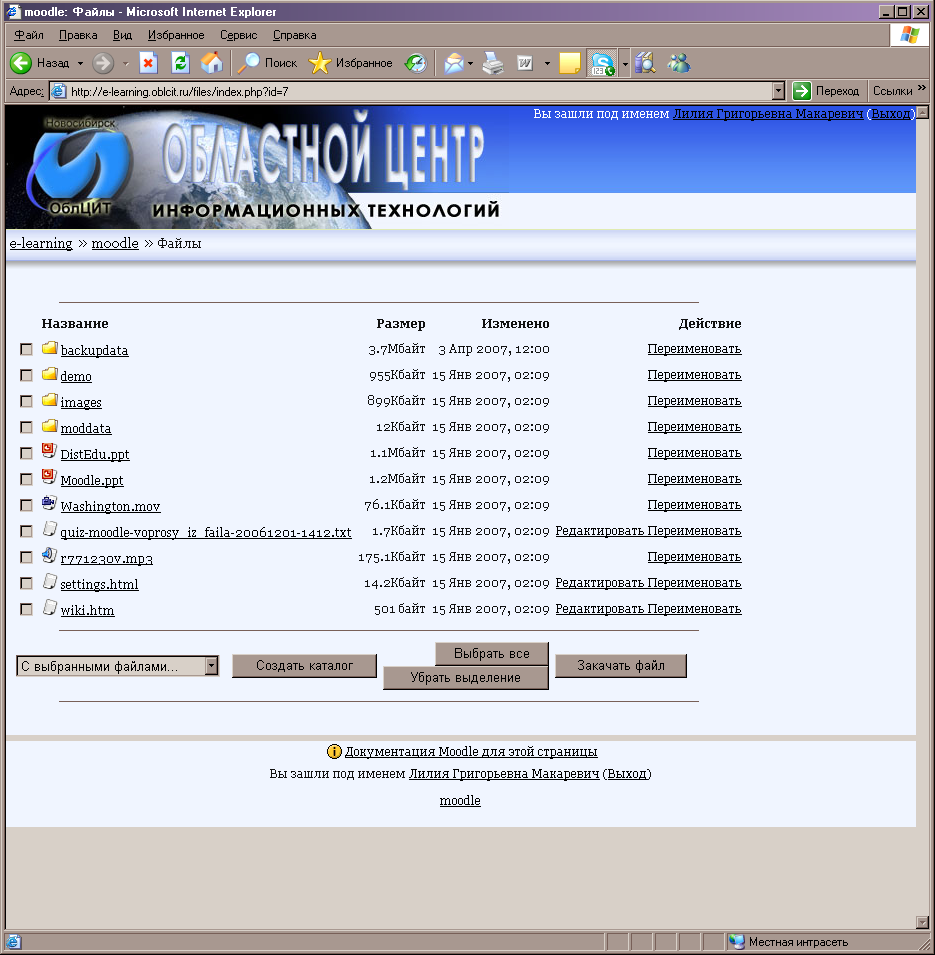 moodle: Файлы - Microsoft Internet Explorer
Файл Правка Вид Избранное Сервис Справка
Назад Поиск Избранное
Адрес: http://e-learning.oblcit.ru/files/index.php?id=7 Переход Ссылки »
Вы зашли под именем Лилия Григорьевна Макаревич (Выход)
Новосибирск
ОблЦИТ
ОБЛАСТНОЙ ЦЕНТР
ИНФОРМАЦИОННЫХ ТЕХНОЛОГИЙ
e-learning » moodle » Файлы
Название Размер Изменено Действие
backupdata 3.7Мбайт 3 Апр 2007, 12:00 Переименовать
demo 955Кбайт 15 Янв 2007, 02:09 Переименовать
images 899Кбайт 15 Янв 2007, 02:09 Переименовать
moddata 12Кбайт 15 Янв 2007, 02:09 Переименовать
DistEdu.ppt 1.1Мбайт 15 Янв 2007, 02:09 Переименовать
Moodle.ppt 1.2Мбайт 15 Янв 2007, 02:09 Переименовать
Washington.mov 76.1Кбайт 15 Янв 2007, 02:09 Переименовать
quiz-moodle-voprosy_iz_faila-20061201-1412.txt 1.7Кбайт 15 Янв 2007, 02:09 Редактировать Переименовать
r771230v.mp3 175.1Кбайт 15 Янв 2007, 02:09 Переименовать
settings.html 14.2Кбайт 15 Янв 2007, 02:09 Редактировать Переименовать
wiki.htm 501 байт 15 Янв 2007, 02:09 Редактировать Переименовать
С выбранными файлами... Создать каталог Выбрать все Закачать файл
Убрать выделение
Документация Moodle для этой страницы
Вы зашли под именем Лилия Григорьевна Макаревич (Выход)
moodle
Местная интрасеть